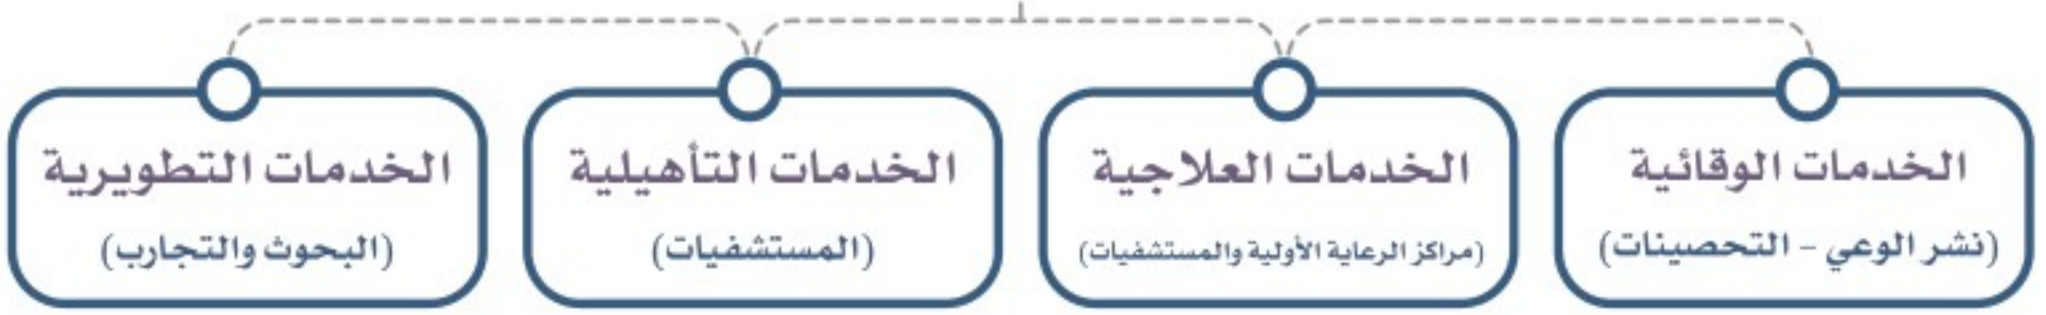 الخدمات الوقائية
(نشر الوعي – التحصينات)
الخدمات العلاجية
(مراكز الرعاية الأولية والمستشفيات)
الخدمات التأهيلية
(المستشفيات)
الخدمات التطويرية
(البحوث والتجارب)